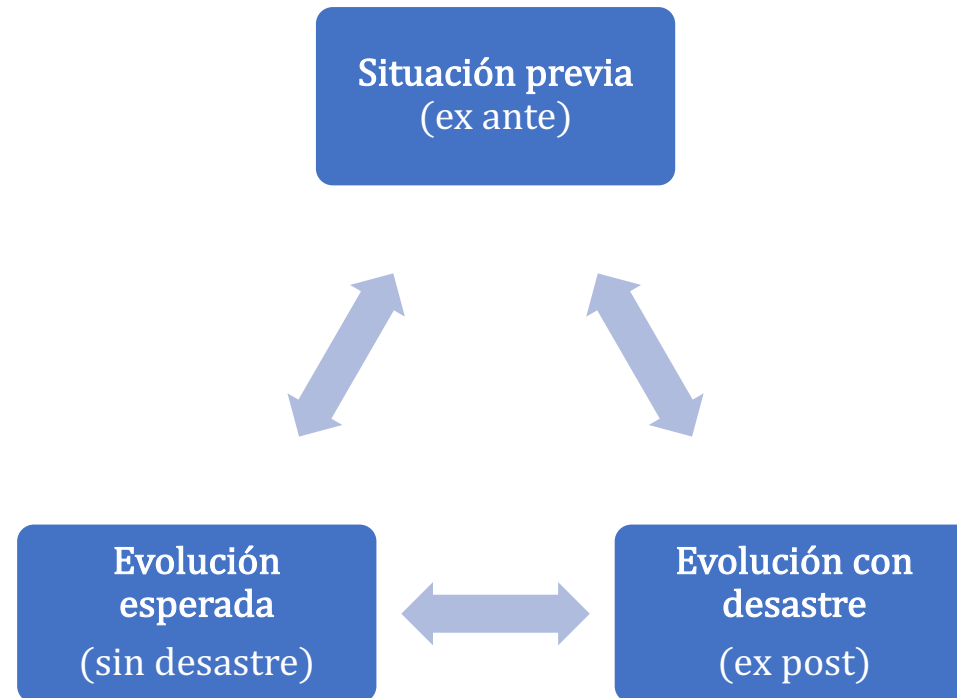 Situación previa
(ex ante)
Evolución
esperada
(sin desastre)
Evolución con
desastre
(ex post)